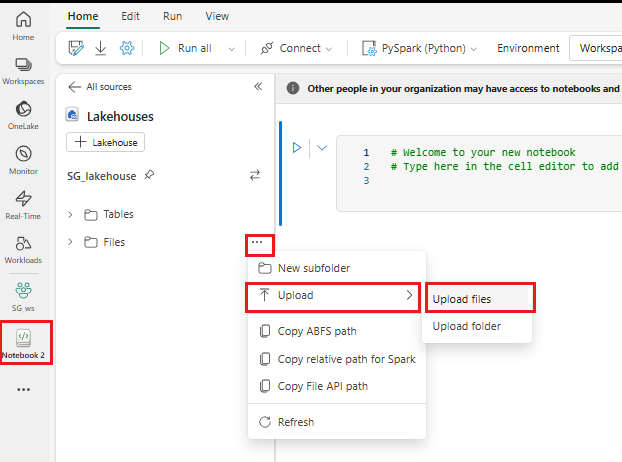 Home Edit Run View
Run all Connect PySpark (Python) Environment Workspa
Home
Workspaces
OneLake
Monitor
Real-Time
Workloads
SG_ws
Notebook 2
All sources
Lakehouses
Lakehouse
SG_lakehouse
Tables
Files
Other people in your organization may have access to notebooks and
1 # Welcome to your new notebook
2 # Type here in the cell editor to add
3
New subfolder
Upload
Copy ABFS path
Copy relative path for Spark
Copy File API path
Refresh
Upload files
Upload folder